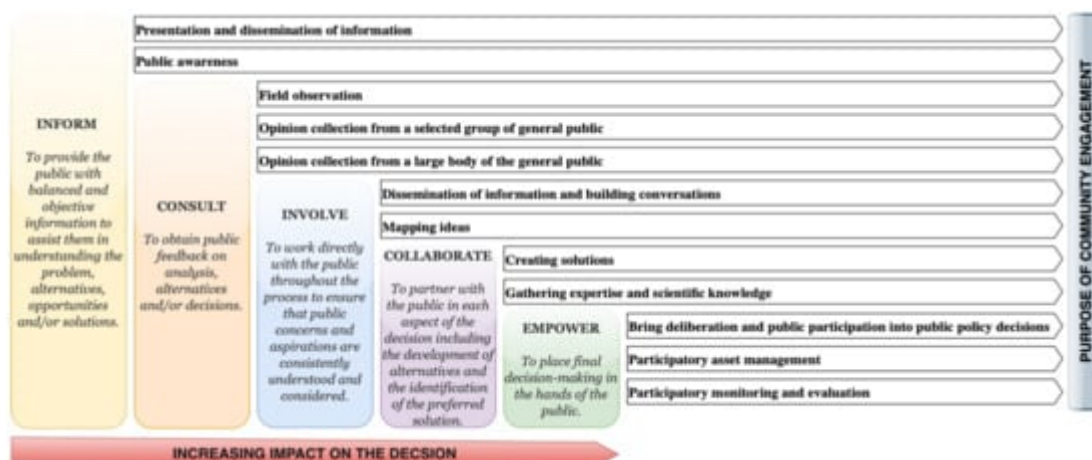 Presentation and dissemination of information
Public awareness
INFORM
To provide the
public with
balanced and
objective
information to
assist them in
understanding the
problem,
alternatives,
opportunities
and/or solutions.
Field observation
Opinion collection from a selected group of general public
Opinion collection from a large body of the general public
CONSULT
To obtain public
feedback on
analysis,
alternatives
and/or decisions.
Dissemination of information and building conversations
Mapping ideas
INVOLVE
To work directly
with the public
throughout the
process to ensure
that public
concerns and
aspirations are
consistently
understood and
considered.
Creating solutions
Gathering expertise and scientific knowledge
COLLABORATE
To partner with
the public in each
aspect of the
decision including
the development of
alternatives and
the identification
of the preferred
solution.
Bring deliberation and public participation into public policy decisions
Participatory asset management
Participatory monitoring and evaluation
EMPOWER
To place final
decision-making in
the hands of the
public.
PURPOSE OF COMMUNITY ENGAGEMENT
INCREASING IMPACT ON THE DECSION